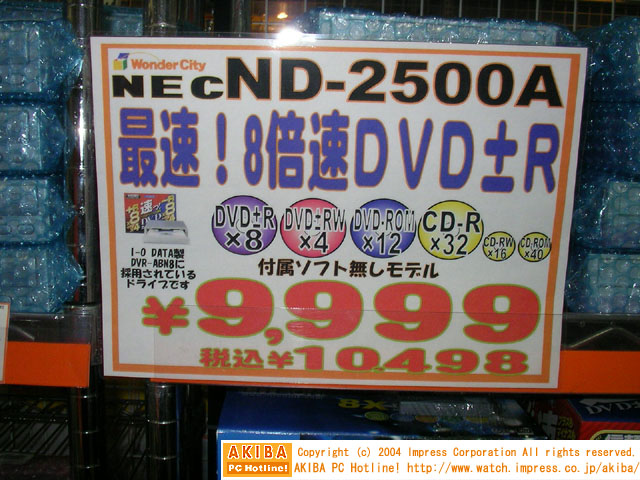 Wonder City
NEC ND-2500A
最速！8倍速DVD±R
DVD±R ×8
DVD±RW ×4
DVD-ROM ×12
CD-R ×32
CD-RW ×16
CD-ROM ×40
I-O DATA製
DVR-ABN8に
採用されている
ドライブです
付属ソフト無しモデル
¥9,999
税込¥10,498
8X
DVD
AKIBA
PC Hotline!
Copyright (c) 2004 Impress Corporation All rights reserved.
AKIBA PC Hotline! http://www.watch.impress.co.jp/akiba/